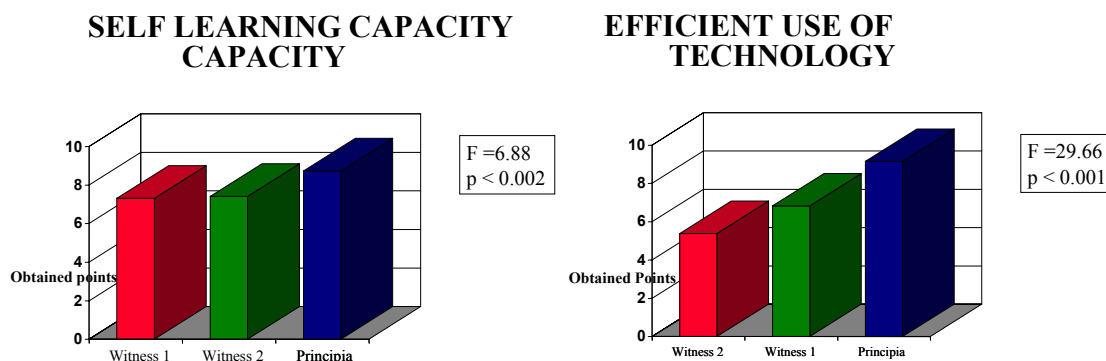 SELF LEARNING CAPACITY
CAPACITY
10
8
6
4
2
0
Obtained points
Witness 1
Witness 2
Principia
F =6.88
p < 0.002
EFFICIENT USE OF
TECHNOLOGY
10
8
6
4
2
0
Obtained Points
Witness 2
Witness 1
Principia
F =29.66
p < 0.001